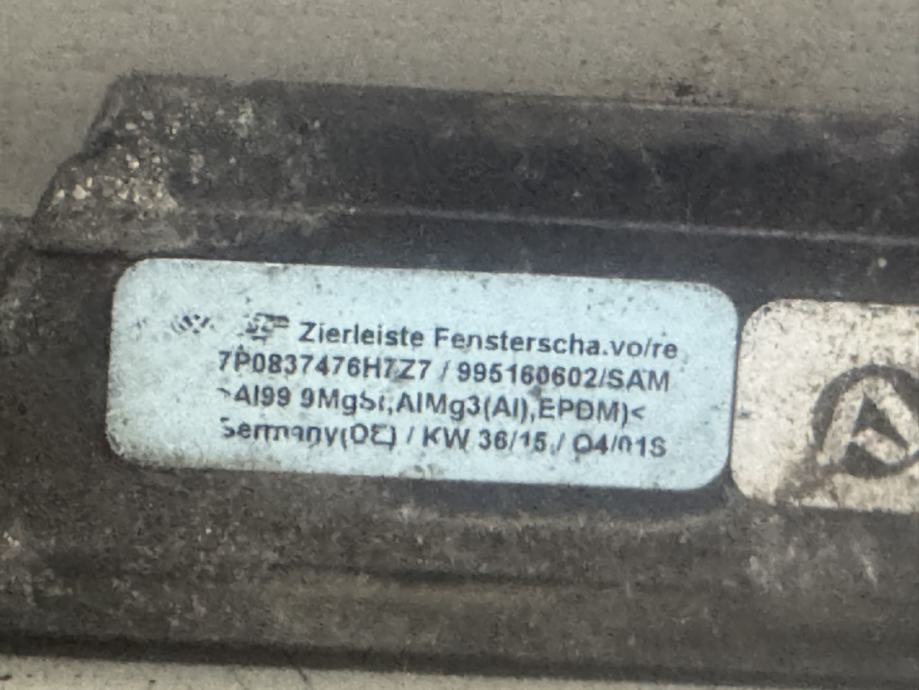 Zierleiste Fensterscha.vo/re
7P0837476H7Z7 / 995160602/SAM
>Al99 9MgSi;AlMg3(Al),EPDM)<
Germany(DE) / KW 36/15 / Q4/01S